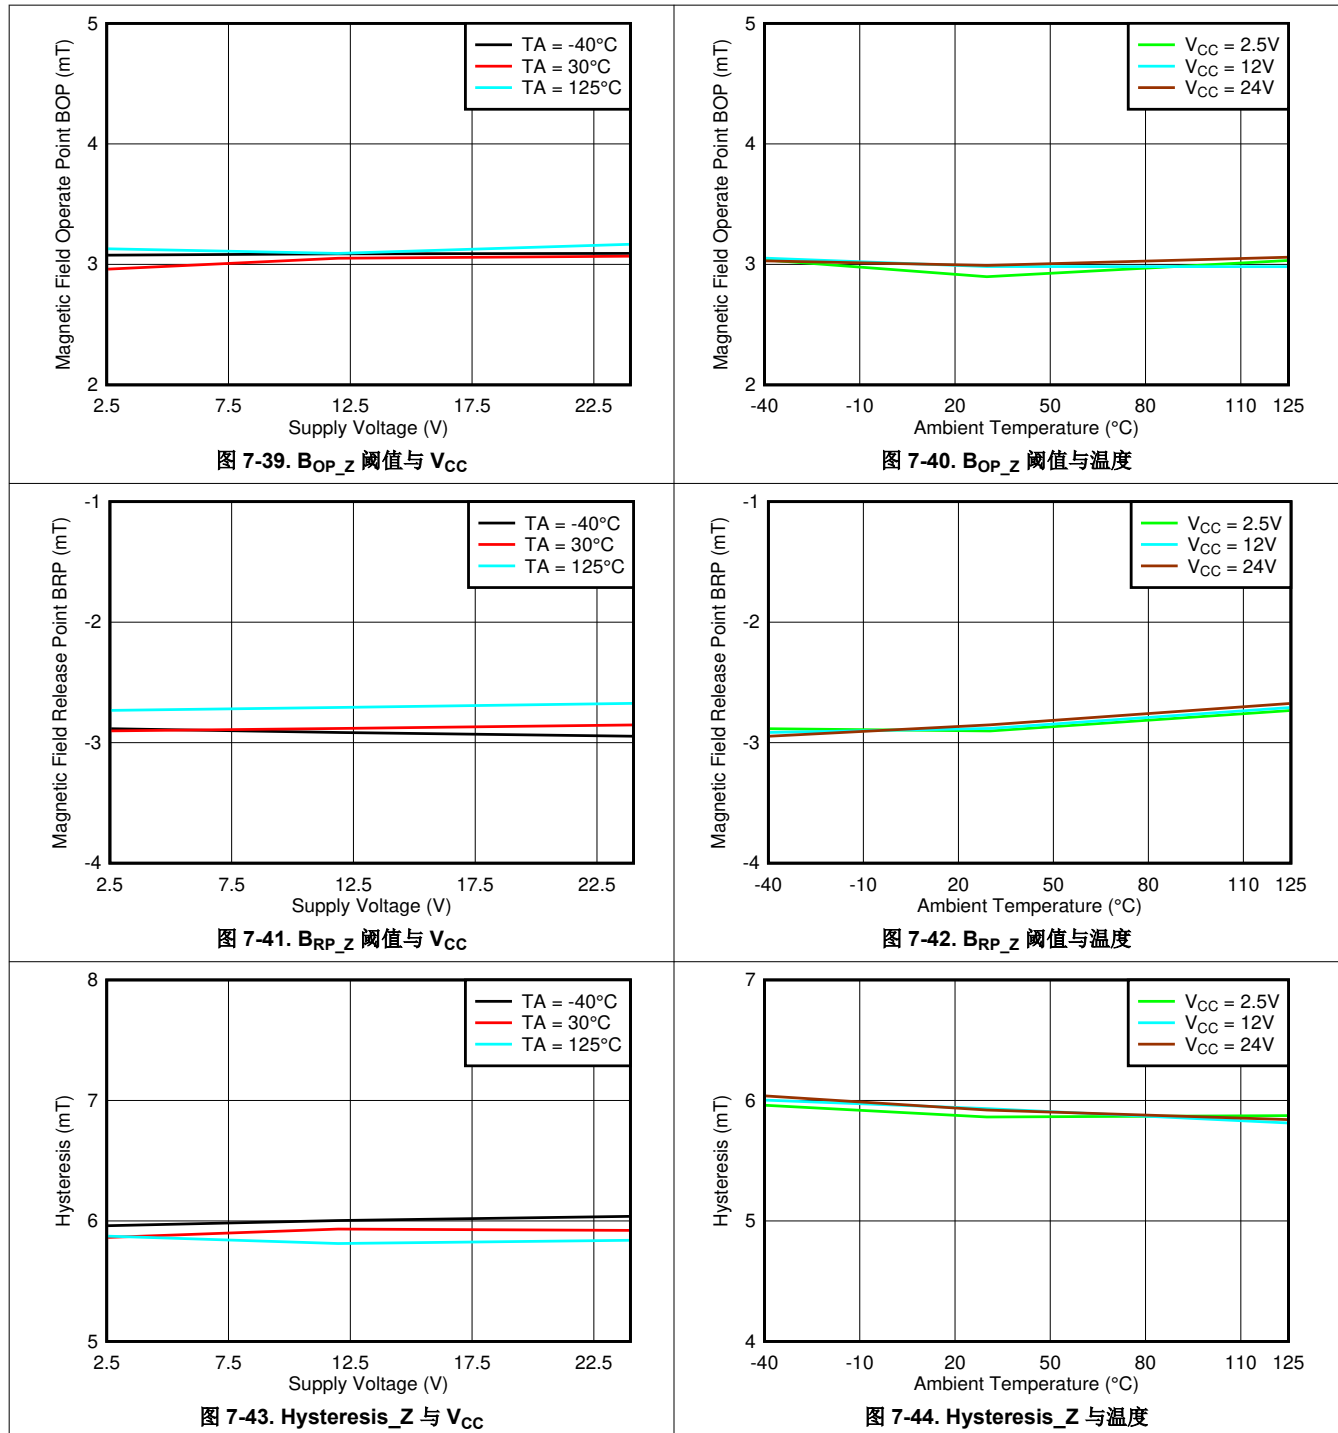 Magnetic Field Operate Point BOP (mT)
5
4
3
2
TA = -40°C
TA = 30°C
TA = 125°C
2.5 7.5 12.5 17.5 22.5
Supply Voltage (V)
图 7-39. BOP_Z 阈值与 VCC
Magnetic Field Operate Point BOP (mT)
5
4
3
2
VCC = 2.5V
VCC = 12V
VCC = 24V
-40 -10 20 50 80 110 125
Ambient Temperature (°C)
图 7-40. BOP_Z 阈值与温度
Magnetic Field Release Point BRP (mT)
-1
-2
-3
-4
TA = -40°C
TA = 30°C
TA = 125°C
2.5 7.5 12.5 17.5 22.5
Supply Voltage (V)
图 7-41. BRP_Z 阈值与 VCC
Magnetic Field Release Point BRP (mT)
-1
-2
-3
-4
VCC = 2.5V
VCC = 12V
VCC = 24V
-40 -10 20 50 80 110 125
Ambient Temperature (°C)
图 7-42. BRP_Z 阈值与温度
Hysteresis (mT)
8
7
6
5
TA = -40°C
TA = 30°C
TA = 125°C
2.5 7.5 12.5 17.5 22.5
Supply Voltage (V)
图 7-43. Hysteresis_Z 与 VCC
Hysteresis (mT)
7
6
5
4
VCC = 2.5V
VCC = 12V
VCC = 24V
-40 -10 20 50 80 110 125
Ambient Temperature (°C)
图 7-44. Hysteresis_Z 与温度